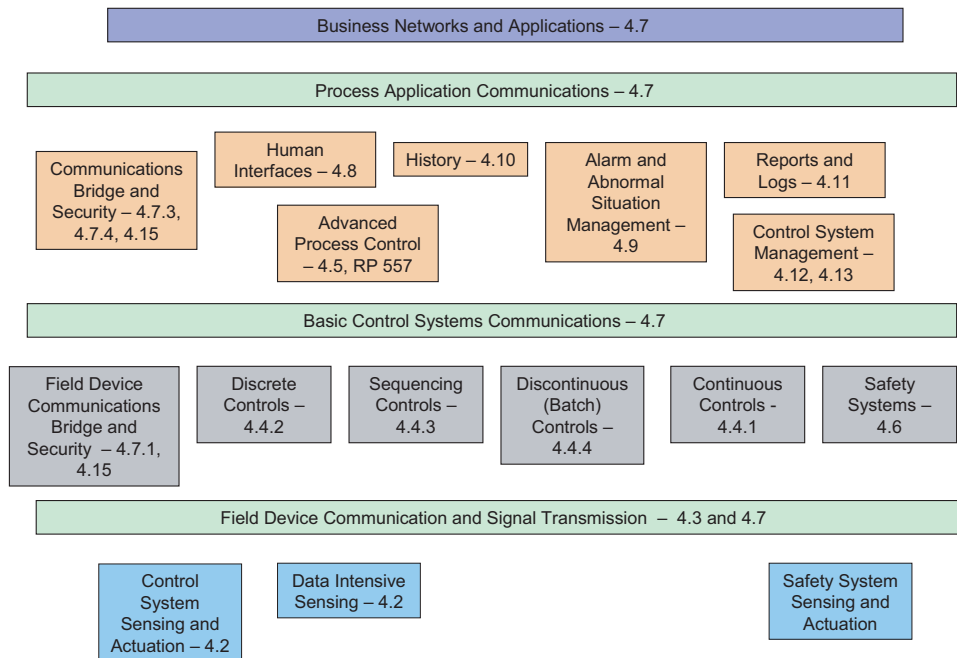 Business Networks and Applications – 4.7
Process Application Communications – 4.7
Communications
Bridge and
Security – 4.7.3,
4.7.4, 4.15
Human
Interfaces – 4.8
History – 4.10
Alarm and
Abnormal
Situation
Management –
4.9
Reports and
Logs – 4.11
Advanced
Process Control
– 4.5, RP 557
Control System
Management –
4.12, 4.13
Basic Control Systems Communications – 4.7
Field Device
Communications
Bridge and
Security – 4.7.1,
4.15
Discrete
Controls –
4.4.2
Sequencing
Controls –
4.4.3
Discontinuous
(Batch)
Controls –
4.4.4
Continuous
Controls -
4.4.1
Safety
Systems –
4.6
Field Device Communication and Signal Transmission – 4.3 and 4.7
Control
System
Sensing and
Actuation – 4.2
Data Intensive
Sensing – 4.2
Safety System
Sensing and
Actuation